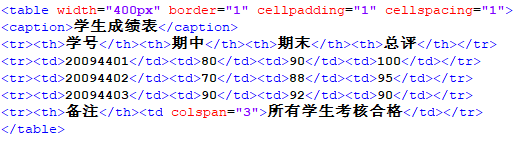 <table width="400px" border="1" cellpadding="1" cellspacing="1">
<caption>学生成绩表</caption>
<tr><th>学号</th><th>期中</th><th>期末</th><th>总评</th></tr>
<tr><td>20094401</td><td>80</td><td>90</td><td>100</td></tr>
<tr><td>20094402</td><td>70</td><td>88</td><td>95</td></tr>
<tr><td>20094403</td><td>90</td><td>92</td><td>90</td></tr>
<tr><th>备注</th><td colspan="3">所有学生考核合格</td></tr>
</table>